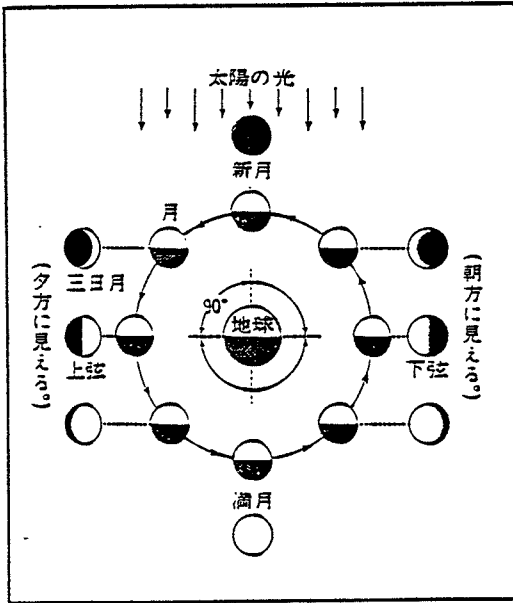 太陽の光
新月
月
三日月
(夕方に見える。)
90°
地球
(朝方に見える。)
上弦
下弦
満月